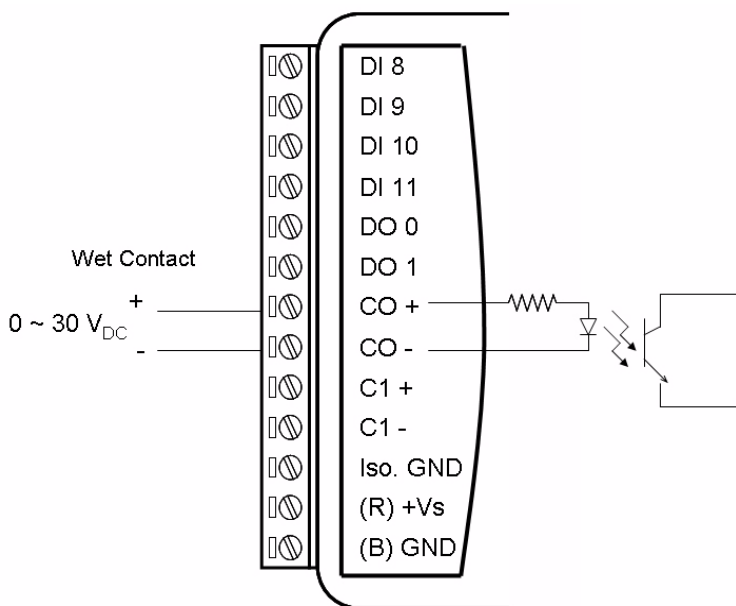 DI 8
DI 9
DI 10
DI 11
DO 0
DO 1
Wet Contact
+
0 ~ 30 VDC
-
CO +
CO -
C1 +
C1 -
Iso. GND
(R) +Vs
(B) GND